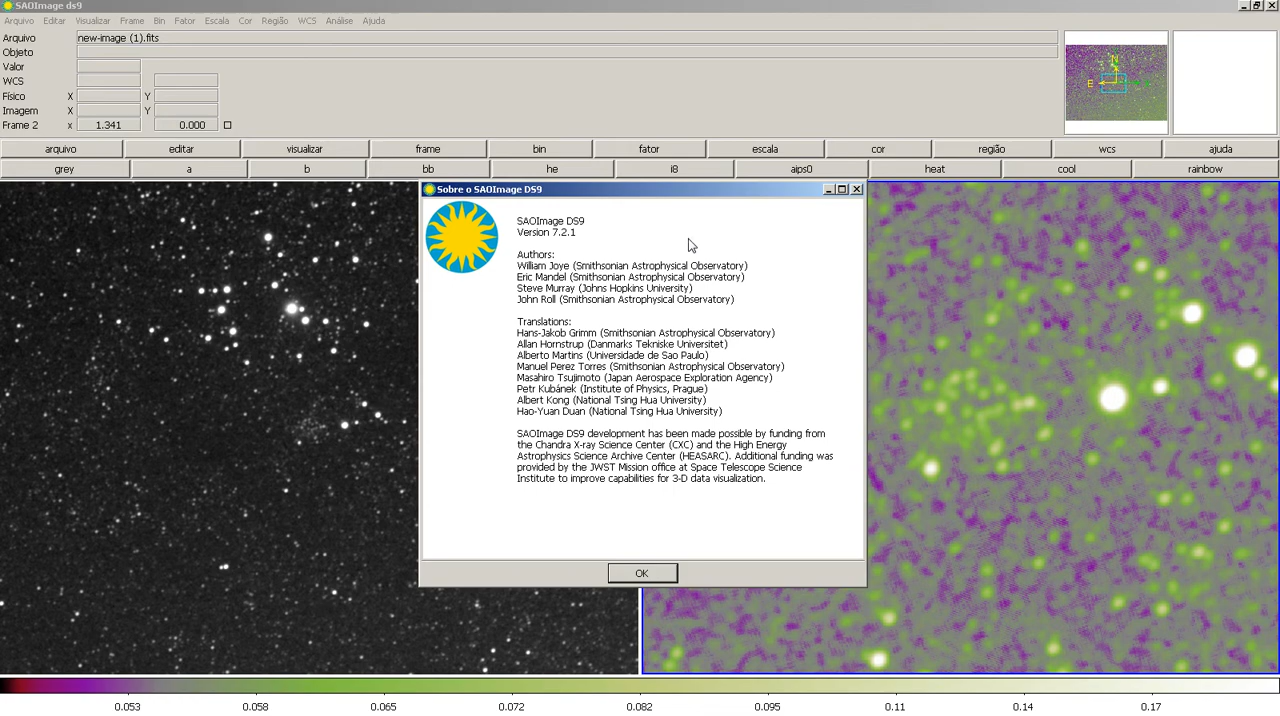 SAOImage ds9
Arquivo Editar Visualizar Frame Bin Fator Escala Cor Região WCS Análise Ajuda
Arquivo new-image (1).fits
Objeto
Valor
WCS
Físico X Y
Imagem X Y
Frame 2 x 1.341 0.000
N
E
arquivo editar visualizar frame bin fator escala cor região wcs ajuda
grey a b bb he i8 aips0 heat cool rainbow
Sobre o SAOImage DS9
SAOImage DS9
Version 7.2.1
Authors:
William Joye (Smithsonian Astrophysical Observatory)
Eric Mandel (Smithsonian Astrophysical Observatory)
Steve Murray (Johns Hopkins University)
John Roll (Smithsonian Astrophysical Observatory)
Translations:
Hans-Jakob Grimm (Smithsonian Astrophysical Observatory)
Allan Hornstrup (Danmarks Tekniske Universitet)
Alberto Martins (Universidade de Sao Paulo)
Manuel Perez Torres (Smithsonian Astrophysical Observatory)
Masahiro Tsujimoto (Japan Aerospace Exploration Agency)
Petr Kubánek (Institute of Physics, Prague)
Albert Kong (National Tsing Hua University)
Hao-Yuan Duan (National Tsing Hua University)
SAOImage DS9 development has been made possible by funding from
the Chandra X-ray Science Center (CXC) and the High Energy
Astrophysics Science Archive Center (HEASARC). Additional funding was
provided by the JWST Mission office at Space Telescope Science
Institute to improve capabilities for 3-D data visualization.
OK
0.053 0.058 0.065 0.072 0.082 0.095 0.11 0.14 0.17